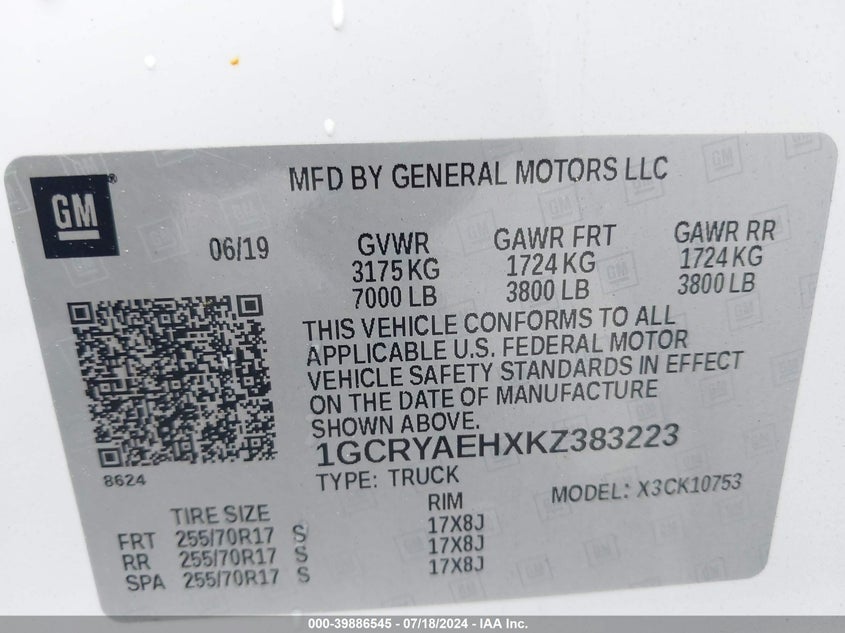 GM
MFD BY GENERAL MOTORS LLC
06/19
GVWR GAWR FRT GAWR RR
3175 KG 1724 KG 1724 KG
7000 LB 3800 LB 3800 LB
THIS VEHICLE CONFORMS TO ALL
APPLICABLE U.S. FEDERAL MOTOR
VEHICLE SAFETY STANDARDS IN EFFECT
ON THE DATE OF MANUFACTURE
SHOWN ABOVE.
1GCRYAEHXKZ383223
8624
TYPE: TRUCK
MODEL: X3CK10753
TIRE SIZE RIM
FRT 255/70R17 S 17X8J
RR 255/70R17 S 17X8J
SPA 255/70R17 S 17X8J
000-39886545 - 07/18/2024 - IAA Inc.